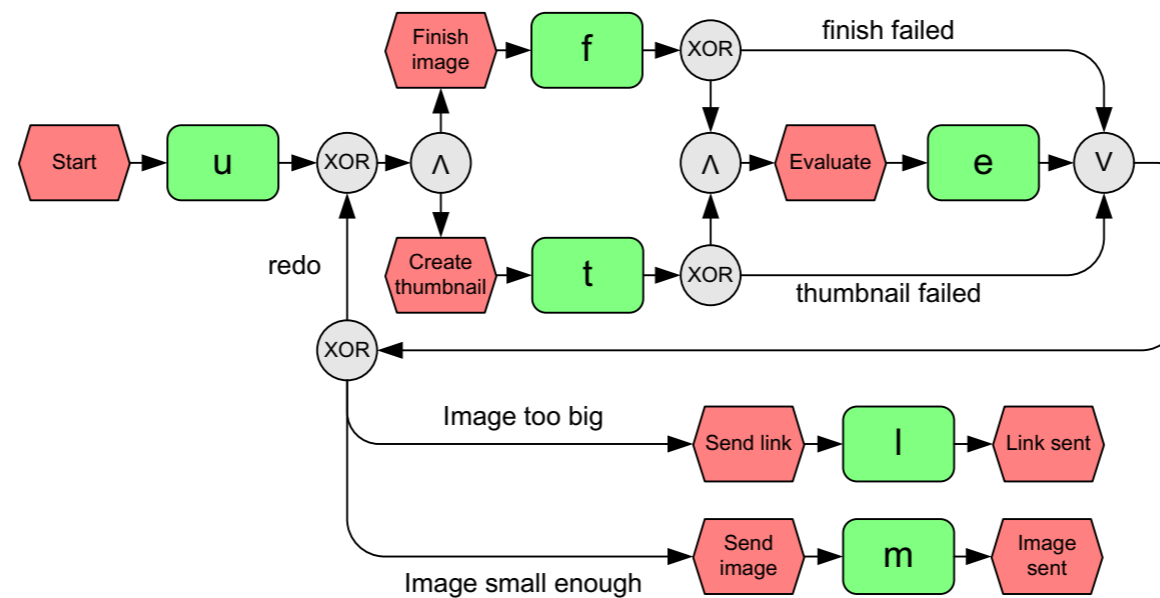 Finish
image
f
XOR
finish failed
Start
u
XOR
Λ
Λ
Evaluate
e
V
redo
Create
thumbnail
t
XOR
thumbnail failed
XOR
Image too big
Send link
l
Link sent
Send
image
m
Image
sent
Image small enough